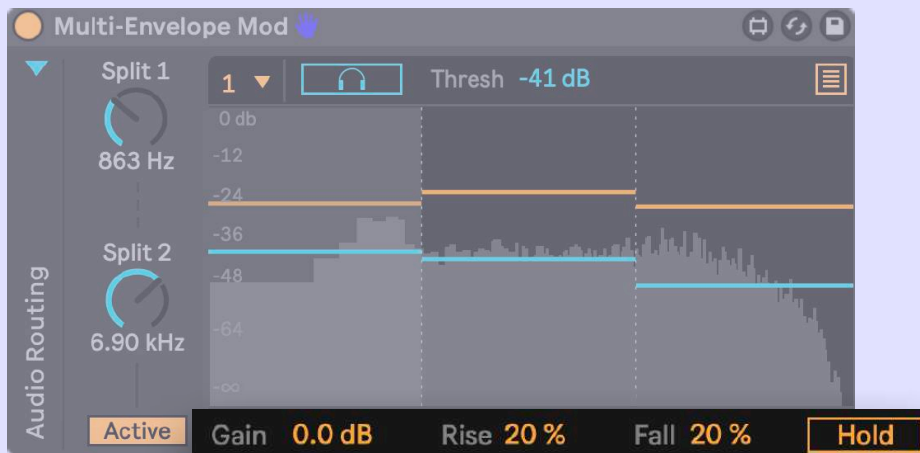 Multi-Envelope Mod
Audio Routing
Split 1
863 Hz
Split 2
6.90 kHz
Active
1
Thresh -41 dB
0 db
-12
-24
-36
-48
-64
-∞
Gain 0.0 dB Rise 20 % Fall 20 % Hold